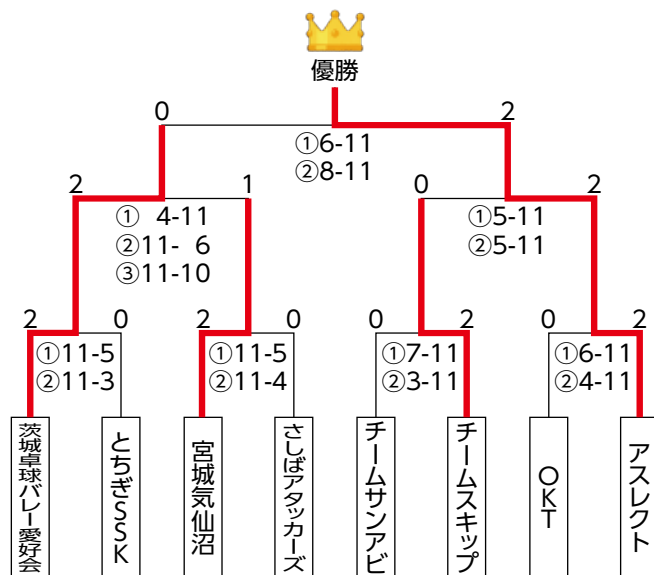 優勝
0 2
①6-11
②8-11
2 1 0 2
① 4-11
②11- 6
③11-10
①5-11
②5-11
2 0 2 0 0 2 0 2
①11-5
②11-3
①11-5
②11-4
①7-11
②3-11
①6-11
②4-11
茨城卓球バレー愛好会
とちぎSSK
宮城気仙沼
さしばアタッカーズ
チームサンアビ
チームスキップ
OKT
アスレクト